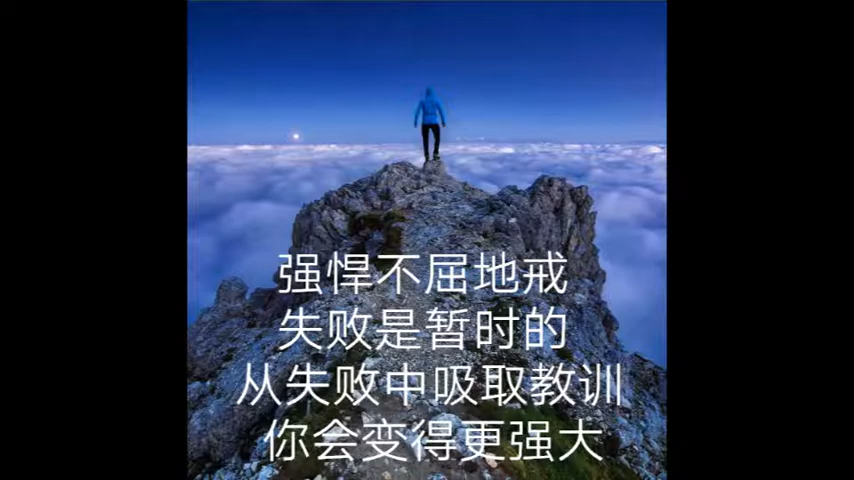 强悍不屈地戒
失败是暂时的
从失败中吸取教训
你会变得更强大